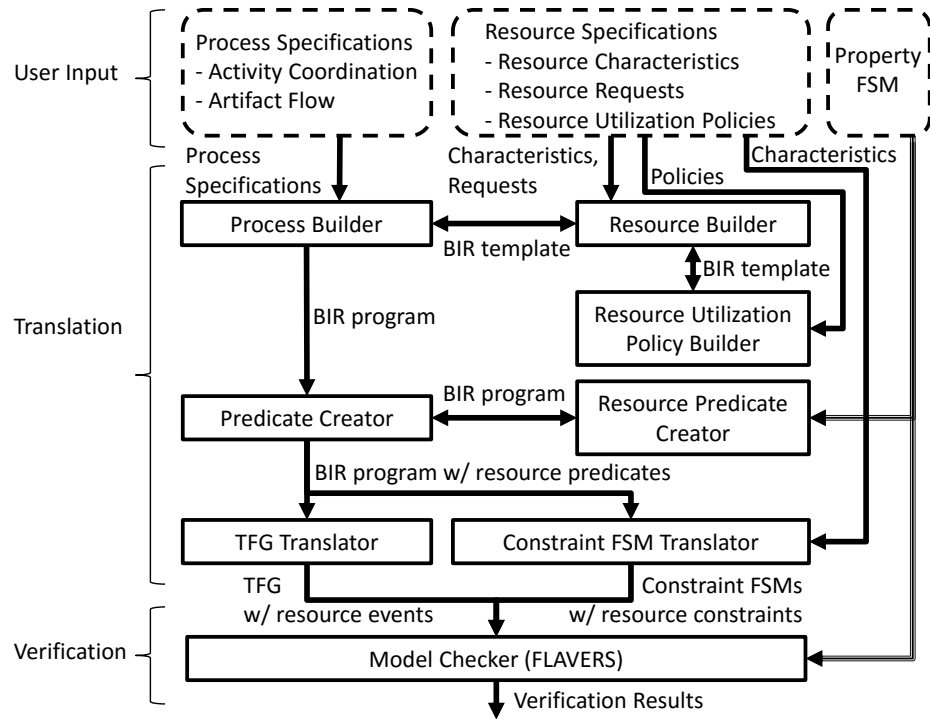 User Input
Process Specifications
- Activity Coordination
- Artifact Flow
Resource Specifications
- Resource Characteristics
- Resource Requests
- Resource Utilization Policies
Property
FSM
Process
Specifications
Characteristics,
Requests
Policies
Characteristics
Translation
Process Builder
BIR template
Resource Builder
BIR template
BIR program
Resource Utilization
Policy Builder
Predicate Creator
BIR program
Resource Predicate
Creator
BIR program w/ resource predicates
TFG Translator
Constraint FSM Translator
TFG
w/ resource events
Constraint FSMs
w/ resource constraints
Verification
Model Checker (FLAVERS)
Verification Results